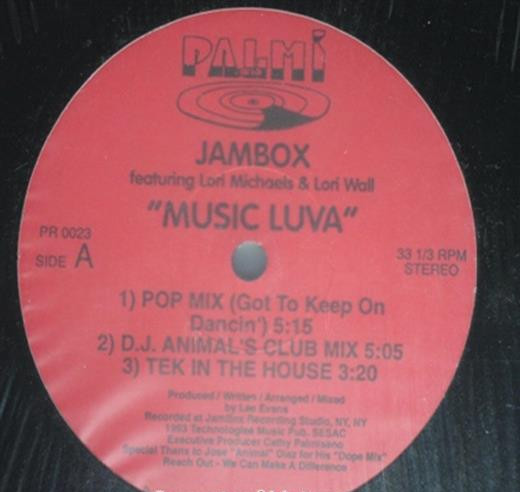 PALMI
JAMBOX
featuring Lori Michaels & Lori Wall
"MUSIC LUVA"
PR 0023
SIDE A
33 1/3 RPM
STEREO
1) POP MIX (Got To Keep On
Dancin') 5:15
2) D.J. ANIMAL'S CLUB MIX 5:05
3) TEK IN THE HOUSE 3:20
Produced / Written / Arranged / Mixed
by Lee Evans
Recorded at JamBox Recording Studio, NY, NY
1993 Technologiee Music Pub. SESAC
Executive Producer Cathy Palmisano
Special Thanx to Jose "Animal" Diaz for His "Dope Mix"
Reach Out - We Can Make A Difference